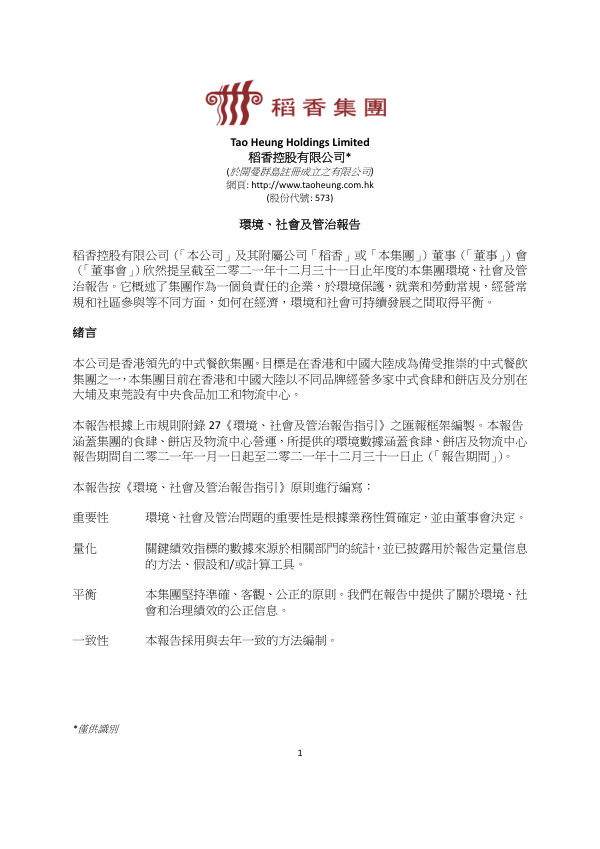 稻香集團
Tao Heung Holdings Limited
稻香控股有限公司*
(於開曼群島註冊成立之有限公司)
網頁: http://www.taoheung.com.hk
(股份代號: 573)
環境、社會及管治報告
稻香控股有限公司（「本公司」及其附屬公司「稻香」或「本集團」）董事（「董事」）會
（「董事會」）欣然提呈截至二零二一年十二月三十一日止年度的本集團環境、社會及管
治報告。它概述了集團作為一個負責任的企業，於環境保護，就業和勞動常規，經營常
規和社區參與等不同方面，如何在經濟，環境和社會可持續發展之間取得平衡。
緒言
本公司是香港領先的中式餐飲集團。目標是在香港和中國大陸成為備受推崇的中式餐飲
集團之一，本集團目前在香港和中國大陸以不同品牌經營多家中式食肆和餅店及分別在
大埔及東莞設有中央食品加工和物流中心。
本報告根據上市規則附錄 27《環境、社會及管治報告指引》之匯報框架編製。本報告
涵蓋集團的食肆、餅店及物流中心營運，所提供的環境數據涵蓋食肆、餅店及物流中心
報告期間自二零二一年一月一日起至二零二一年十二月三十一日止（「報告期間」）。
本報告按《環境、社會及管治報告指引》原則進行編寫：
重要性 環境、社會及管治問題的重要性是根據業務性質確定，並由董事會決定。
量化 關鍵績效指標的數據來源於相關部門的統計，並已披露用於報告定量信息
的方法、假設和/或計算工具。
平衡 本集團堅持準確、客觀、公正的原則。我們在報告中提供了關於環境、社
會和治理績效的公正信息。
一致性 本報告採用與去年一致的方法編制。
*僅供識別
1